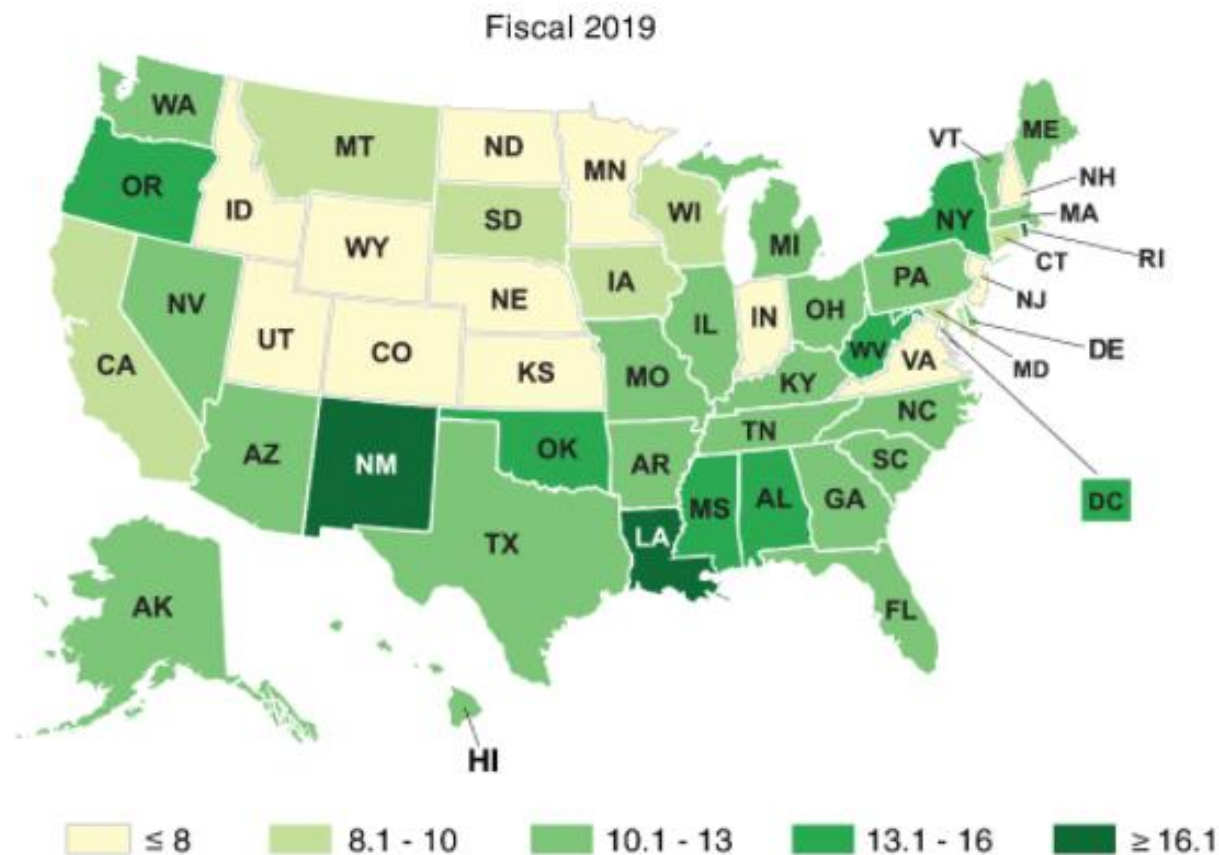 Fiscal 2019
WA
MT
ND
MN
VT
ME
OR
ID
SD
WI
NH
WY
MI
NY
MA
CT
RI
NV
NE
IA
PA
NJ
UT
CO
IL
IN
OH
DE
CA
KS
MO
WV
VA
MD
KY
AZ
NM
OK
AR
TN
NC
SC
DC
MS
AL
GA
TX
LA
AK
FL
HI
≤ 8 8.1 - 10 10.1 - 13 13.1 - 16 ≥ 16.1